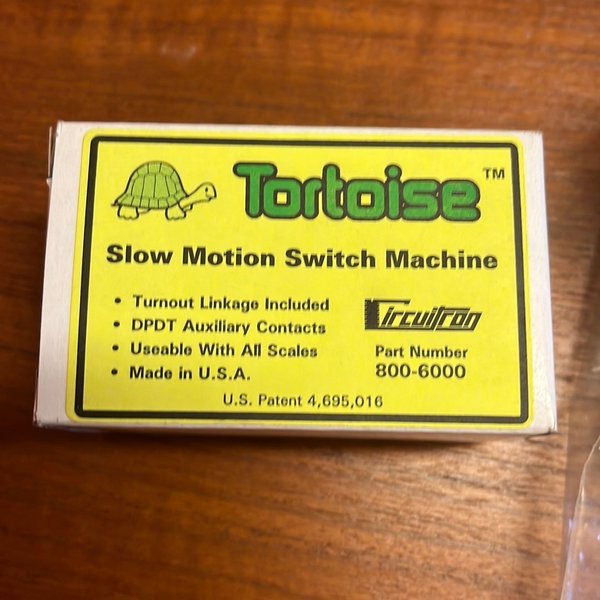 Tortoise™
Slow Motion Switch Machine
• Turnout Linkage Included
• DPDT Auxiliary Contacts
• Useable With All Scales
• Made in U.S.A.
Circuitron
Part Number
800-6000
U.S. Patent 4,695,016